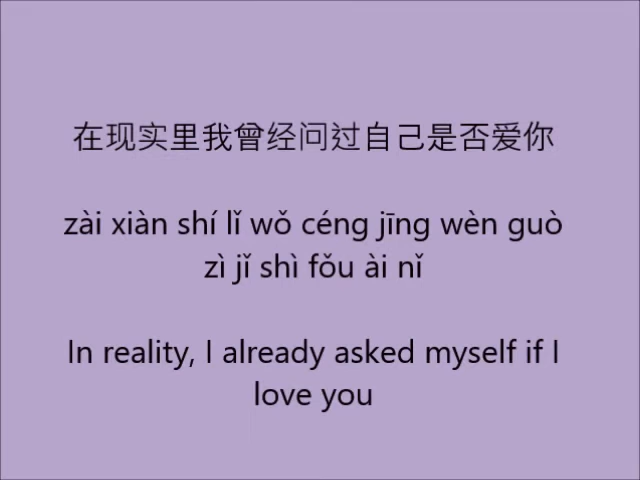 在现实里我曾经问过自己是否爱你
zài xiàn shí lǐ wǒ céng jīng wèn guò
zì jǐ shì fǒu ài nǐ
In reality, I already asked myself if I
love you